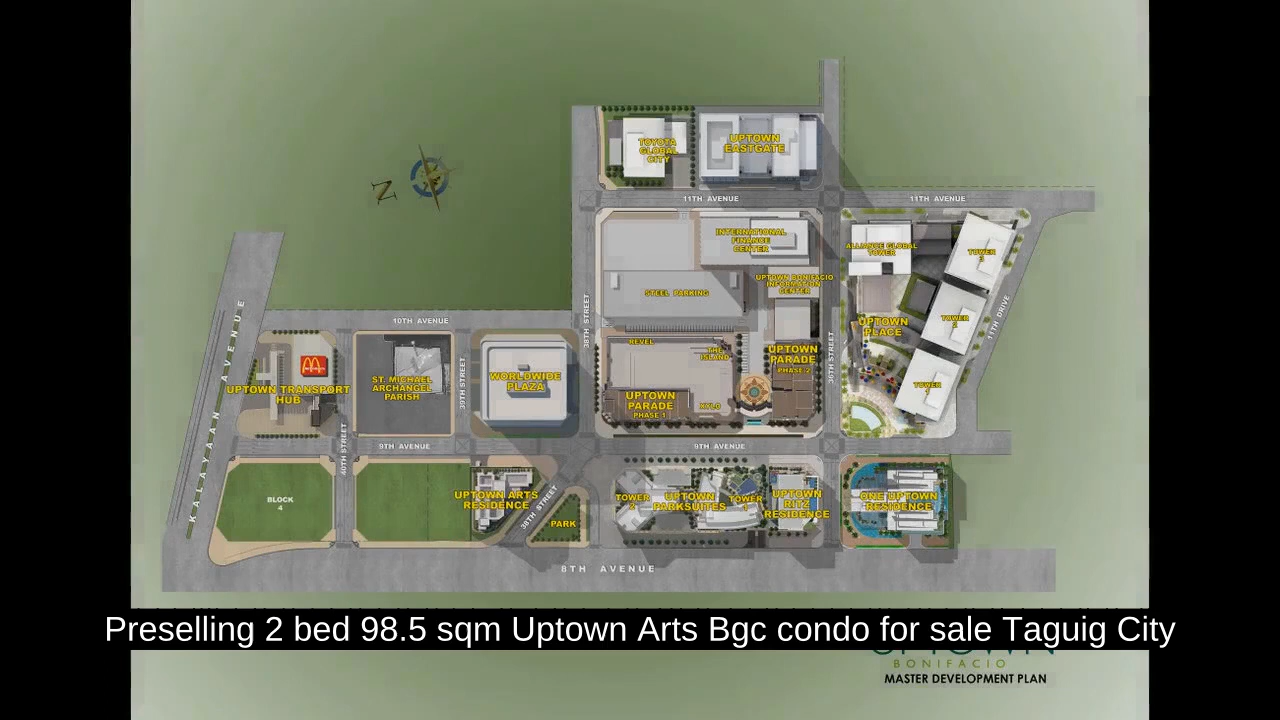 TOYOTA
GLOBAL
CITY
UPTOWN
EASTGATE
N
11TH AVENUE
11TH AVENUE
INTERNATIONAL
FINANCE
CENTER
ALLIANCE GLOBAL
TOWER
TOWER
3
UPTOWN BONIFACIO
INFORMATION
CENTER
STEEL PARKING
38TH STREET
36TH STREET
11TH DRIVE
TOWER
2
UPTOWN
PLACE
TOWER
KALAYAAN AVENUE
10TH AVENUE
REVEL
THE
ISLAND
UPTOWN
PARADE
PHASE 2
UPTOWN
PARADE
PHASE 1
XYLO
M
UPTOWN TRANSPORT
HUB
ST. MICHAEL
ARCHANGEL
PARISH
39TH STREET
WORLDWIDE
PLAZA
40TH STREET
9TH AVENUE
9TH AVENUE
BLOCK
4
UPTOWN ARTS
RESIDENCE
38TH STREET
PARK
TOWER
2
UPTOWN
PARKSUITES
TOWER
1
UPTOWN
RITZ
RESIDENCE
ONE UPTOWN
RESIDENCE
8TH AVENUE
Preselling 2 bed 98.5 sqm Uptown Arts Bgc condo for sale Taguig City
UPTOWN
BONIFACIO
MASTER DEVELOPMENT PLAN